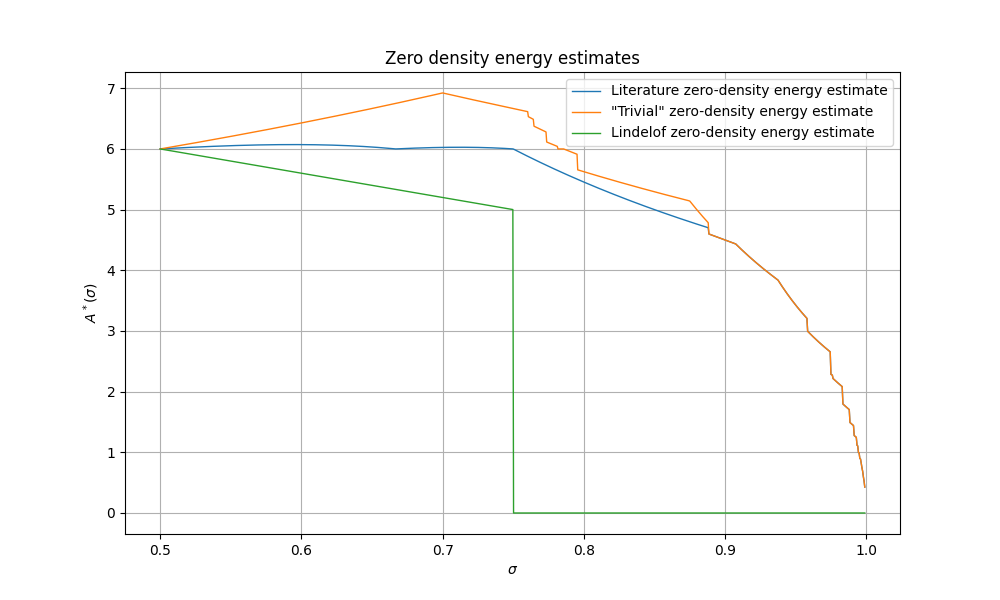 Zero density energy estimates
Literature zero-density energy estimate
"Trivial" zero-density energy estimate
Lindelof zero-density energy estimate
7
6
5
4
3
2
1
0
A*(σ)
0.5 0.6 0.7 0.8 0.9 1.0
σ